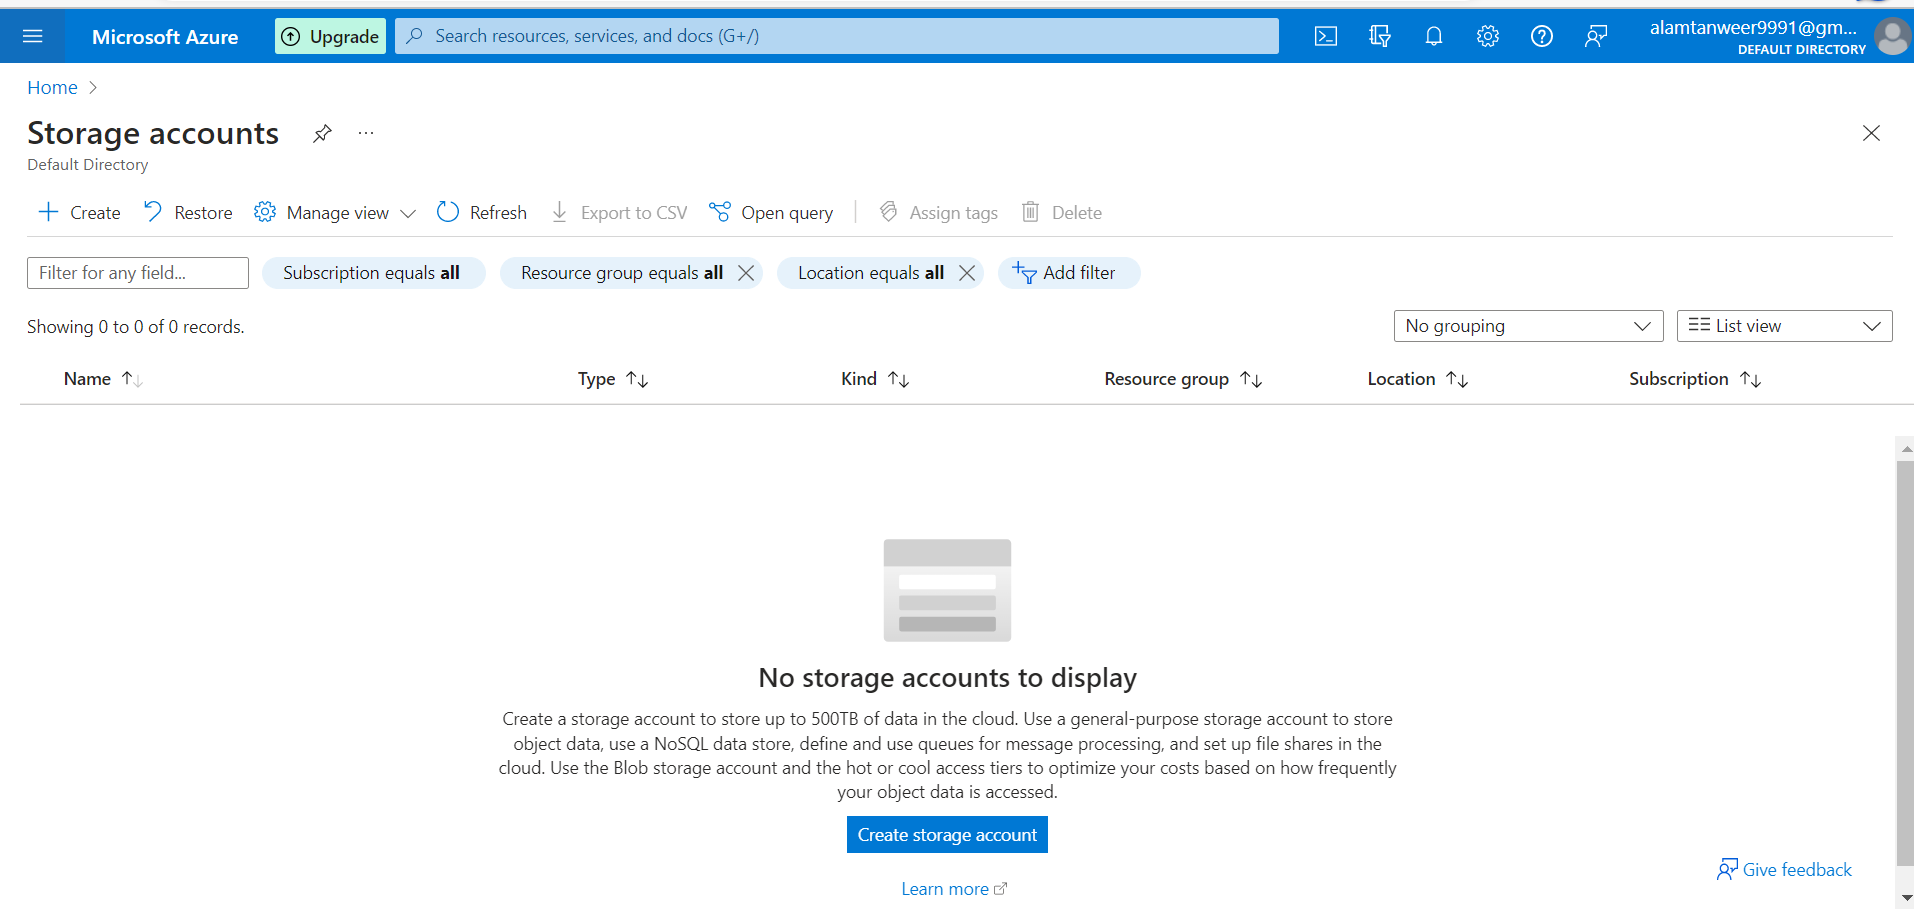 Microsoft Azure
Upgrade
Search resources, services, and docs (G+/)
alamtanweer9991@gm...
DEFAULT DIRECTORY
Home
Storage accounts
...
Default Directory
Create
Restore
Manage view
Refresh
Export to CSV
Open query
Assign tags
Delete
Filter for any field...
Subscription equals all
Resource group equals all
Location equals all
Add filter
Showing 0 to 0 of 0 records.
No grouping
List view
Name
Type
Kind
Resource group
Location
Subscription
No storage accounts to display
Create a storage account to store up to 500TB of data in the cloud. Use a general-purpose storage account to store
object data, use a NoSQL data store, define and use queues for message processing, and set up file shares in the
cloud. Use the Blob storage account and the hot or cool access tiers to optimize your costs based on how frequently
your object data is accessed.
Create storage account
Give feedback
Learn more